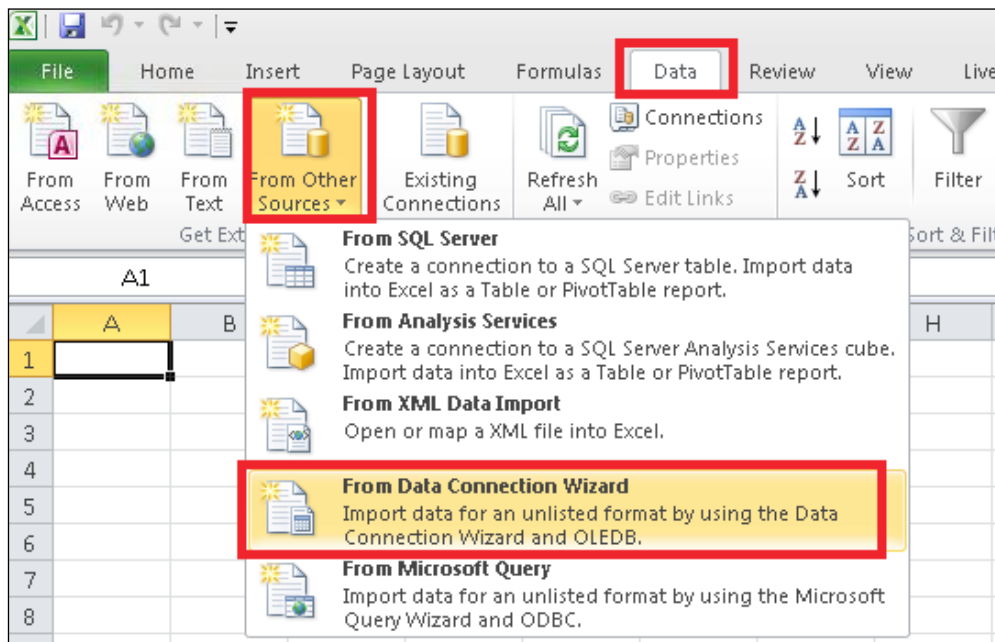 File Home Insert Page Layout Formulas Data Review View Live
From Access
From Web
From Text
From Other Sources
Existing Connections
Refresh All
Connections
Properties
Edit Links
A Z
Z A
A Z
Z A
Sort
Filter
Get Ext
Sort & Filt
A1
A B H
1
2
3
4
5
6
7
8
From SQL Server
Create a connection to a SQL Server table. Import data
into Excel as a Table or PivotTable report.
From Analysis Services
Create a connection to a SQL Server Analysis Services cube.
Import data into Excel as a Table or PivotTable report.
From XML Data Import
Open or map a XML file into Excel.
From Data Connection Wizard
Import data for an unlisted format by using the Data
Connection Wizard and OLEDB.
From Microsoft Query
Import data for an unlisted format by using the Microsoft
Query Wizard and ODBC.